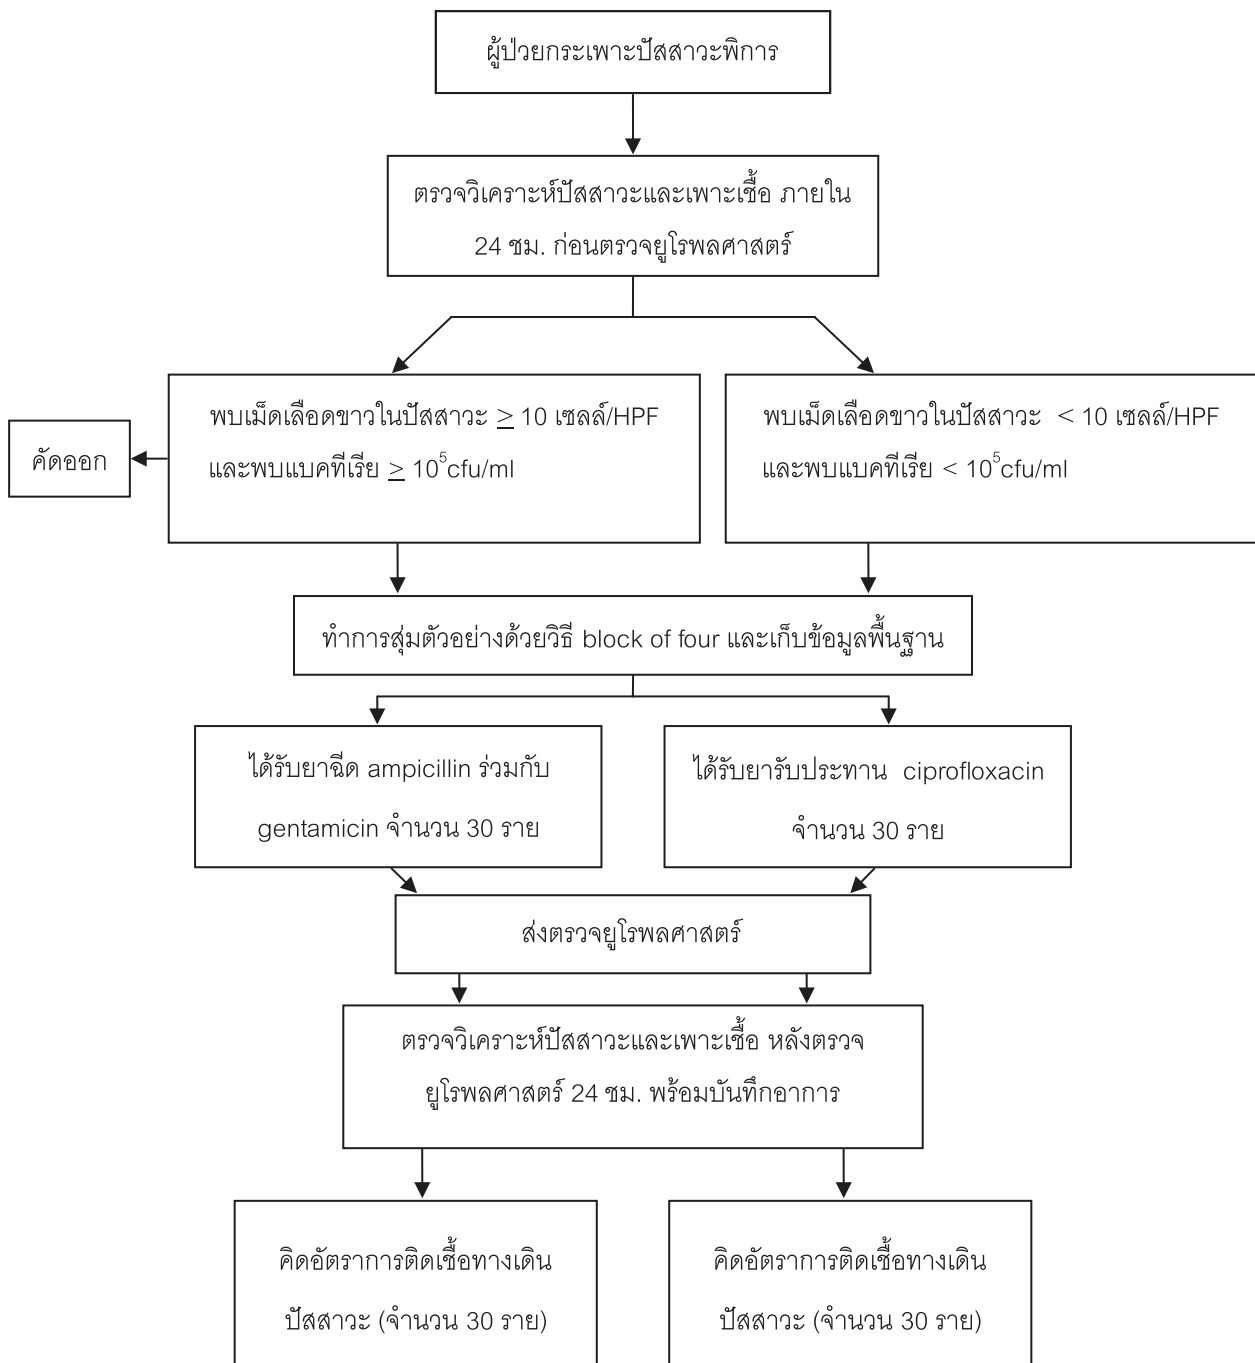 ผู้ป่วยกระเพาะปัสสาวะพิการ
ตรวจวิเคราะห์ปัสสาวะและเพาะเชื้อ ภายใน
24 ชม. ก่อนตรวจยูโรพลศาสตร์
พบเม็ดเลือดขาวในปัสสาวะ ≥ 10 เซลล์/HPF
และพบแบคทีเรีย ≥ 10⁵cfu/ml
คัดออก
พบเม็ดเลือดขาวในปัสสาวะ < 10 เซลล์/HPF
และพบแบคทีเรีย < 10⁵cfu/ml
ทำการสุ่มตัวอย่างด้วยวิธี block of four และเก็บข้อมูลพื้นฐาน
ได้รับยาฉีด ampicillin ร่วมกับ
gentamicin จำนวน 30 ราย
ได้รับยารับประทาน ciprofloxacin
จำนวน 30 ราย
ส่งตรวจยูโรพลศาสตร์
ตรวจวิเคราะห์ปัสสาวะและเพาะเชื้อ หลังตรวจ
ยูโรพลศาสตร์ 24 ชม. พร้อมบันทึกอาการ
คิดอัตราการติดเชื้อทางเดิน
ปัสสาวะ (จำนวน 30 ราย)
คิดอัตราการติดเชื้อทางเดิน
ปัสสาวะ (จำนวน 30 ราย)